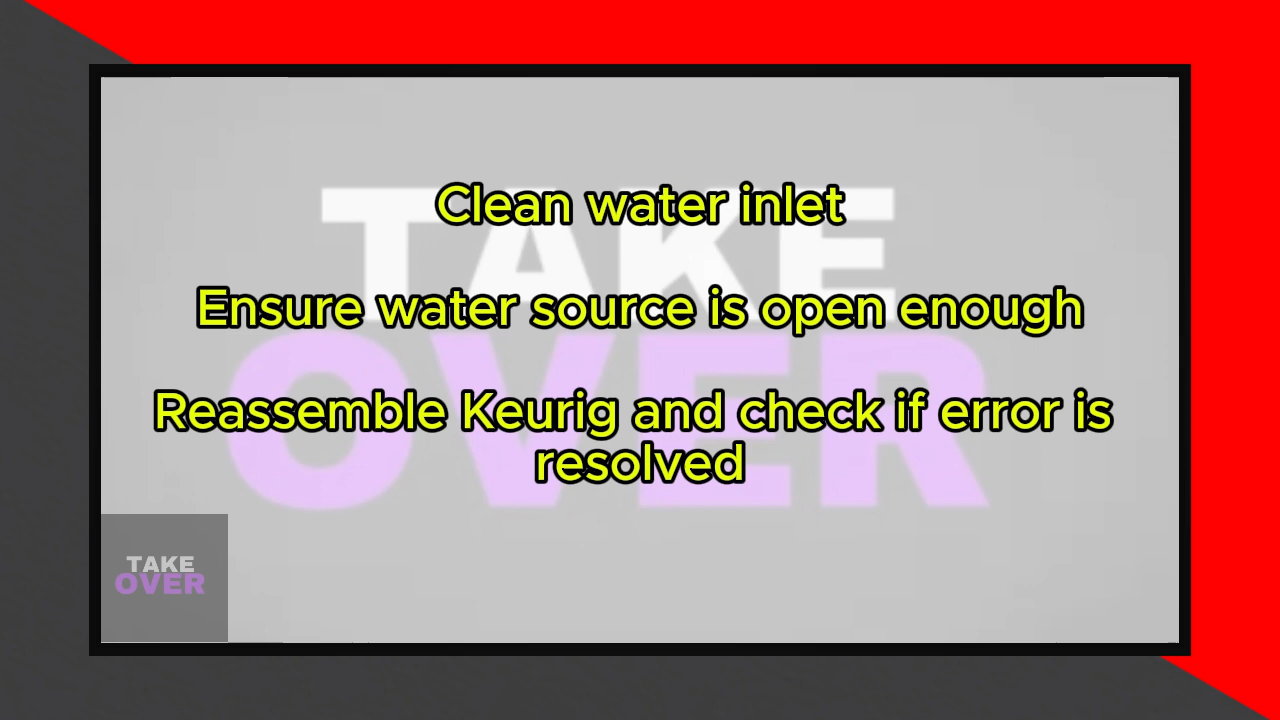 TAKE
OVER
Clean water inlet
Ensure water source is open enough
Reassemble Keurig and check if error is
resolved
TAKE
OVER